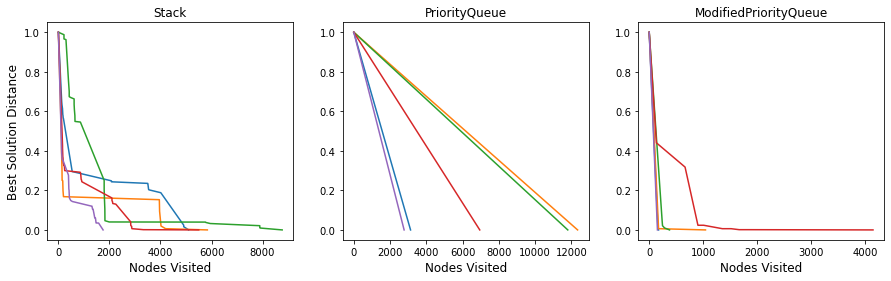 Stack
PriorityQueue
ModifiedPriorityQueue
Best Solution Distance
1.0
0.8
0.6
0.4
0.2
0.0
0 2000 4000 6000 8000
Nodes Visited
1.0
0.8
0.6
0.4
0.2
0.0
0 2000 4000 6000 8000 10000 12000
Nodes Visited
1.0
0.8
0.6
0.4
0.2
0.0
0 1000 2000 3000 4000
Nodes Visited